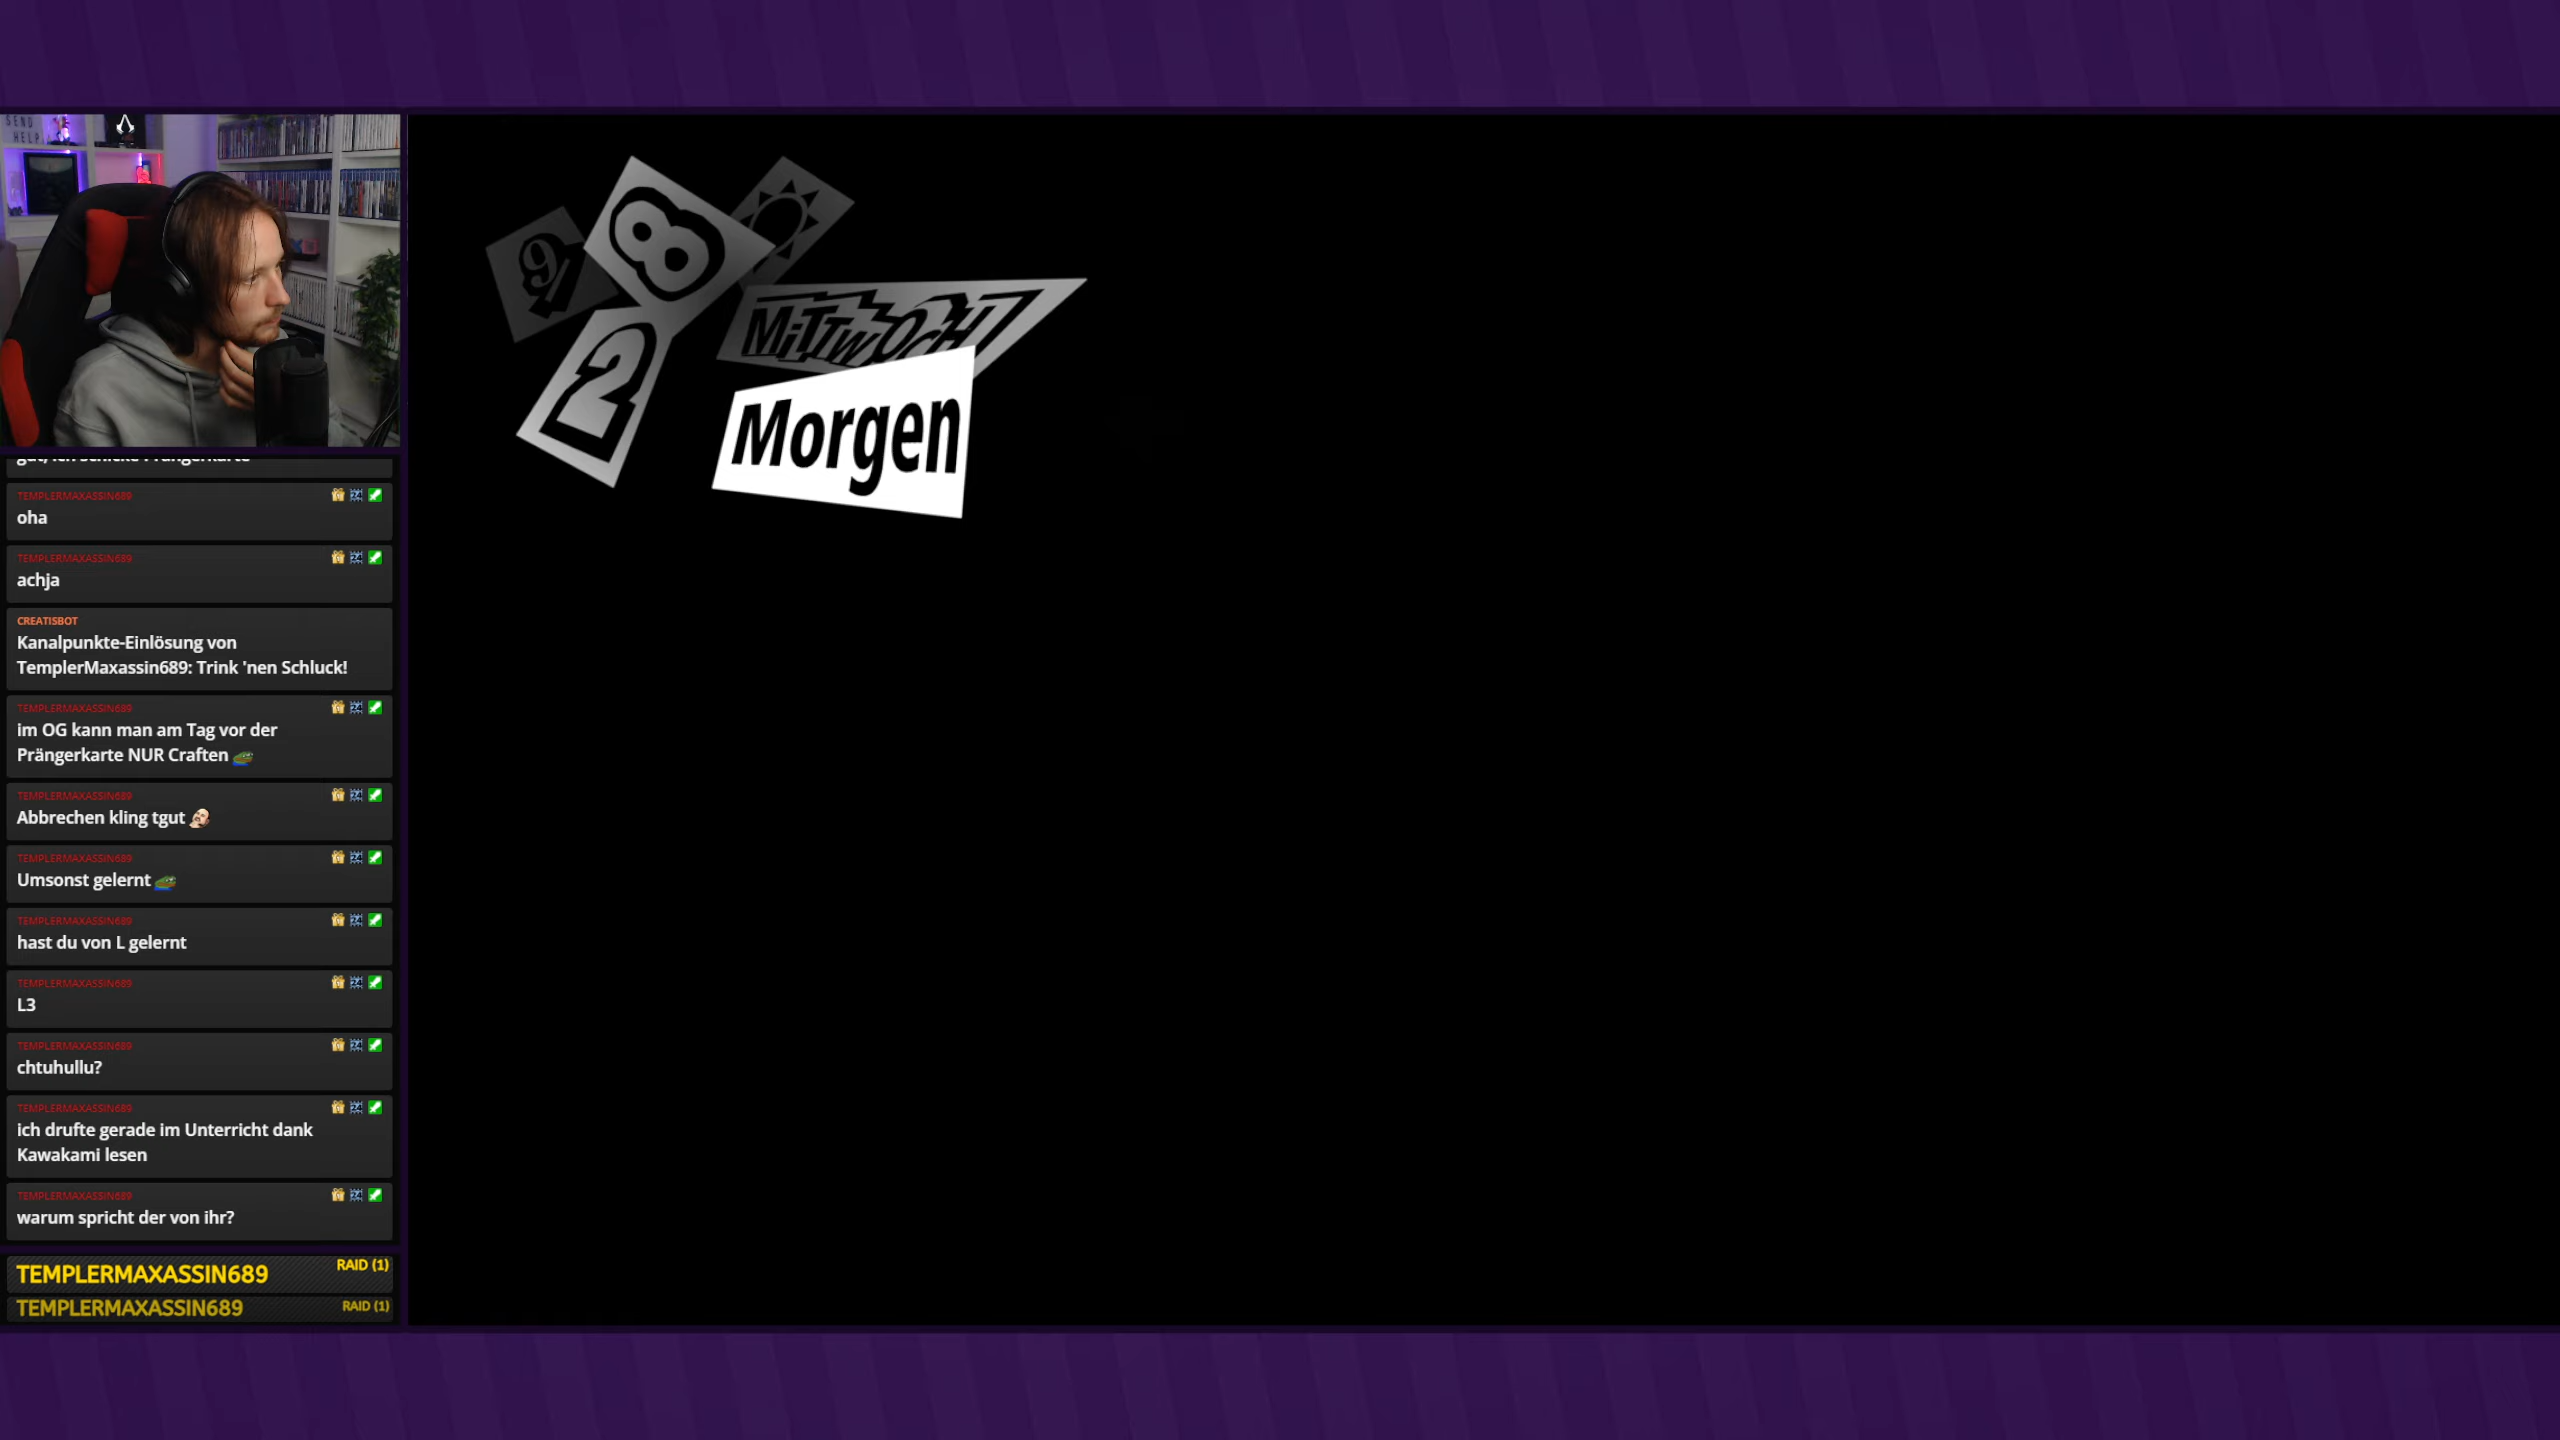 SEND
HELP
9/
8
2
MiTTwOCH
Morgen
TEMPLERMAXASSIN689
oha
TEMPLERMAXASSIN689
achja
CREATISBOT
Kanalpunkte-Einlösung von
TemplerMaxassin689: Trink 'nen Schluck!
TEMPLERMAXASSIN689
im OG kann man am Tag vor der
Prängerkarte NUR Craften
TEMPLERMAXASSIN689
Abbrechen kling tgut
TEMPLERMAXASSIN689
Umsonst gelernt
TEMPLERMAXASSIN689
hast du von L gelernt
TEMPLERMAXASSIN689
L3
TEMPLERMAXASSIN689
chtuhullu?
TEMPLERMAXASSIN689
ich drufte gerade im Unterricht dank
Kawakami lesen
TEMPLERMAXASSIN689
warum spricht der von ihr?
TEMPLERMAXASSIN689 RAID (1)
TEMPLERMAXASSIN689 RAID (1)